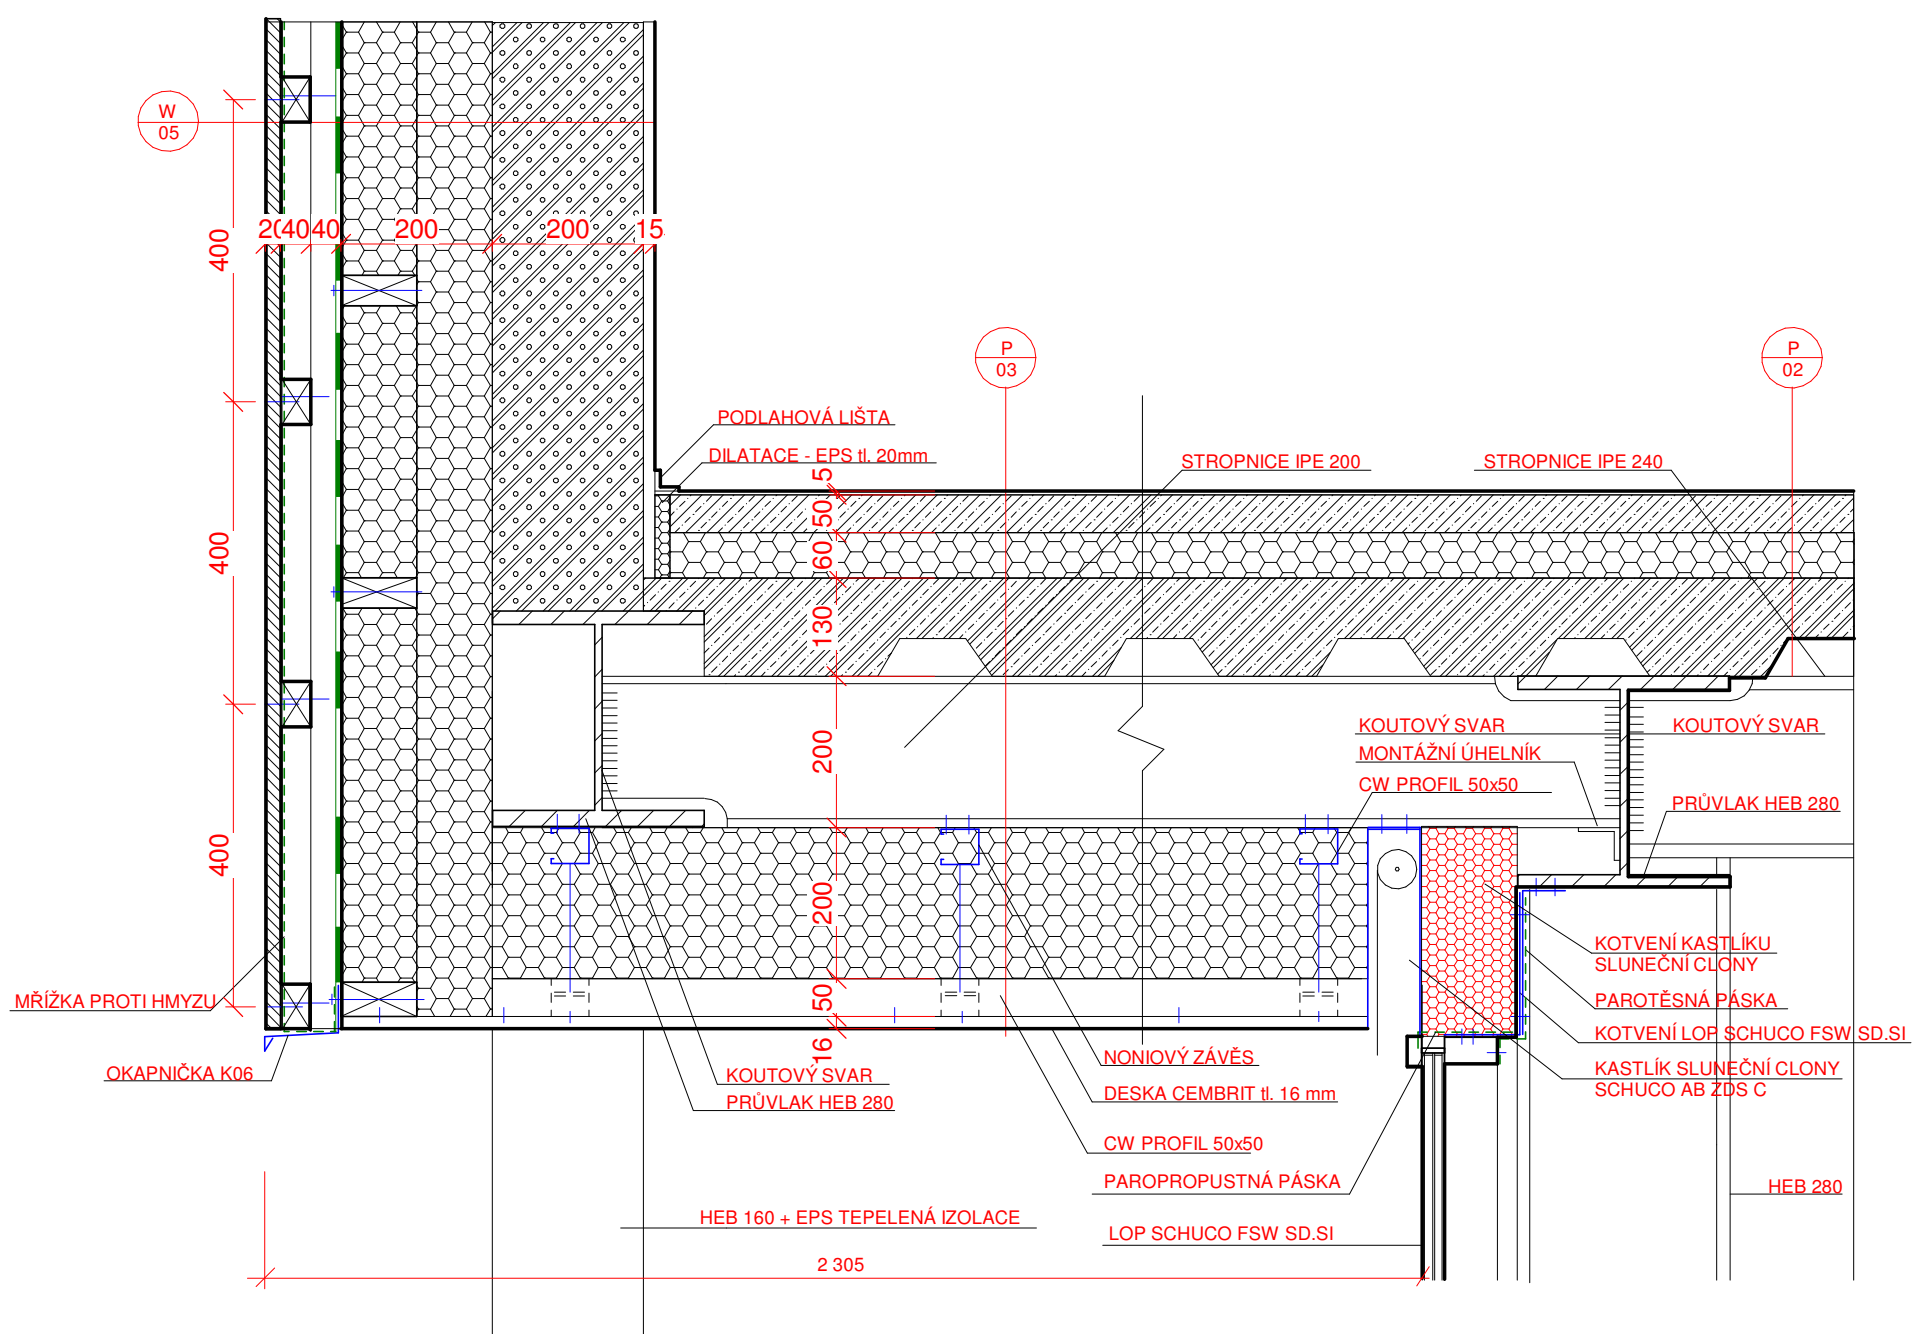 W
05
400
20
40
40
200
200
15
400
400
P
03
P
02
PODLAHOVÁ LIŠTA
DILATACE - EPS tl. 20mm
STROPNICE IPE 200
STROPNICE IPE 240
5
50
60
130
200
200
50
16
KOUTOVÝ SVAR
KOUTOVÝ SVAR
MONTÁŽNÍ ÚHELNÍK
CW PROFIL 50x50
PRŮVLAK HEB 280
KOTVENÍ KASTLÍKU
SLUNEČNÍ CLONY
PAROTĚSNÁ PÁSKA
KOTVENÍ LOP SCHUCO FSW SD.SI
KASTLÍK SLUNEČNÍ CLONY
SCHUCO AB ZDS C
MŘÍŽKA PROTI HMYZU
OKAPNIČKA K06
KOUTOVÝ SVAR
PRŮVLAK HEB 280
NONIOVÝ ZÁVĚS
DESKA CEMBRIT tl. 16 mm
CW PROFIL 50x50
PAROPROPUSTNÁ PÁSKA
HEB 280
HEB 160 + EPS TEPELENÁ IZOLACE
LOP SCHUCO FSW SD.SI
2 305